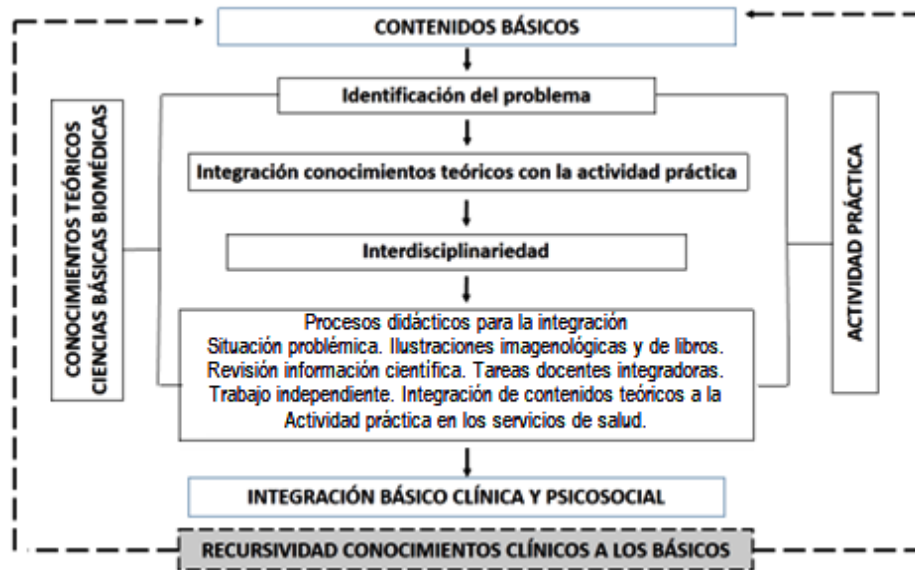 CONTENIDOS BÁSICOS
Identificación del problema
CONOCIMIENTOS TEÓRICOS
CIENCIAS BÁSICAS BIOMÉDICAS
ACTIVIDAD PRÁCTICA
Integración conocimientos teóricos con la actividad práctica
Interdisciplinariedad
Procesos didácticos para la integración
Situación problémica. Ilustraciones imagenológicas y de libros.
Revisión información científica. Tareas docentes integradoras.
Trabajo independiente. Integración de contenidos teóricos a la
Actividad práctica en los servicios de salud.
INTEGRACIÓN BÁSICO CLÍNICA Y PSICOSOCIAL
RECURSIVIDAD CONOCIMIENTOS CLÍNICOS A LOS BÁSICOS